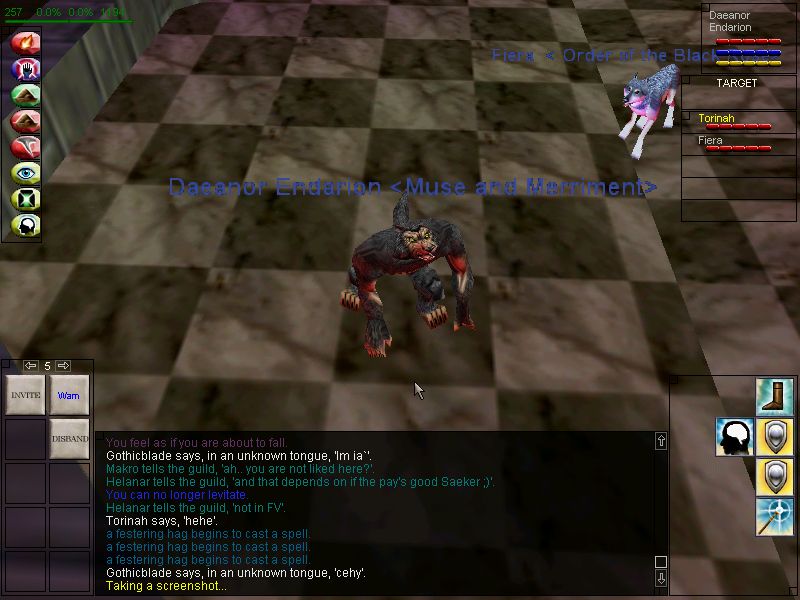 257 0.0% 0.0% 1194
Daeanor
Endarion
Fiera < Order of the Blac
TARGET
Torinah
Fiera
Daeanor Endarion <Muse and Merriment>
5
INVITE
Wam
DISBAND
You feel as if you are about to fall.
Gothicblade says, in an unknown tongue, 'Im ia`'.
Makro tells the guild, 'ah.. you are not liked here?'.
Helanar tells the guild, 'and that depends on if the pay's good Saeker ;)'.
You can no longer levitate.
Helanar tells the guild, 'not in FV'.
Torinah says, 'hehe'.
a festering hag begins to cast a spell.
a festering hag begins to cast a spell.
a festering hag begins to cast a spell.
Gothicblade says, in an unknown tongue, 'cehy'.
Taking a screenshot...